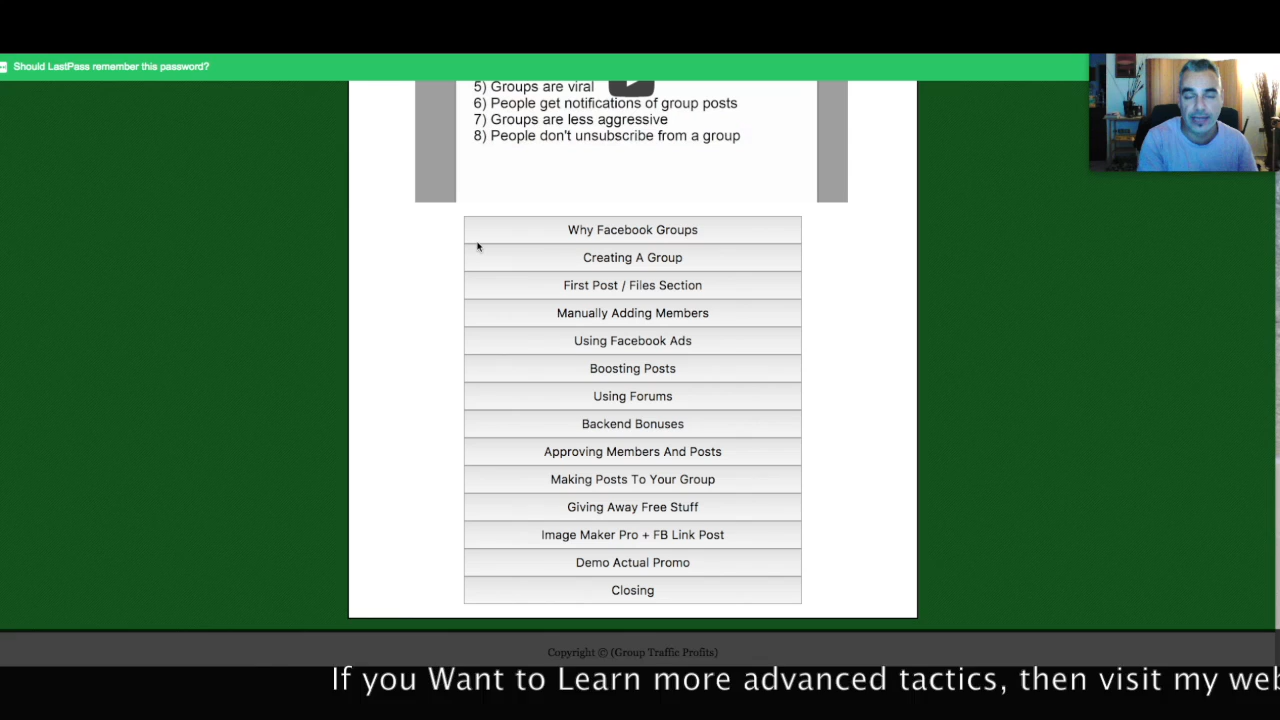 Should LastPass remember this password?
5) Groups are viral
6) People get notifications of group posts
7) Groups are less aggressive
8) People don't unsubscribe from a group
Why Facebook Groups
Creating A Group
First Post / Files Section
Manually Adding Members
Using Facebook Ads
Boosting Posts
Using Forums
Backend Bonuses
Approving Members And Posts
Making Posts To Your Group
Giving Away Free Stuff
Image Maker Pro + FB Link Post
Demo Actual Promo
Closing
Copyright © (Group Traffic Profits)
If you Want to Learn more advanced tactics, then visit my web